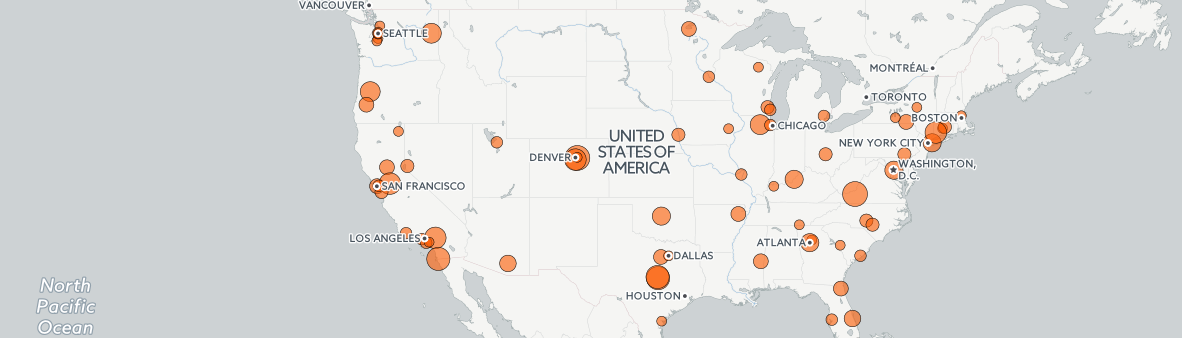 VANCOUVER
SEATTLE
MONTRÉAL
TORONTO
BOSTON
CHICAGO
UNITED
STATES OF
AMERICA
NEW YORK CITY
DENVER
WASHINGTON,
D.C.
SAN FRANCISCO
LOS ANGELES
ATLANTA
DALLAS
HOUSTON
North
Pacific
Ocean